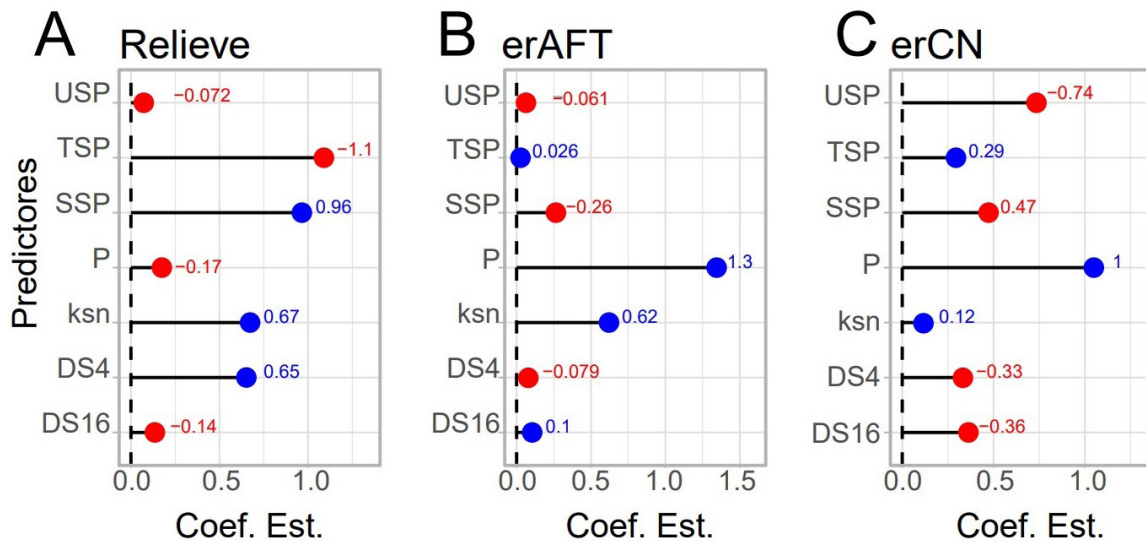 A Relieve
Predictores
USP −0.072
TSP −1.1
SSP 0.96
P −0.17
ksn 0.67
DS4 0.65
DS16 −0.14
0.0 0.5 1.0
Coef. Est.
B erAFT
USP −0.061
TSP 0.026
SSP −0.26
P 1.3
ksn 0.62
DS4 −0.079
DS16 0.1
0.0 0.5 1.0 1.5
Coef. Est.
C erCN
USP −0.74
TSP 0.29
SSP 0.47
P 1
ksn 0.12
DS4 −0.33
DS16 −0.36
0.0 0.5 1.0
Coef. Est.